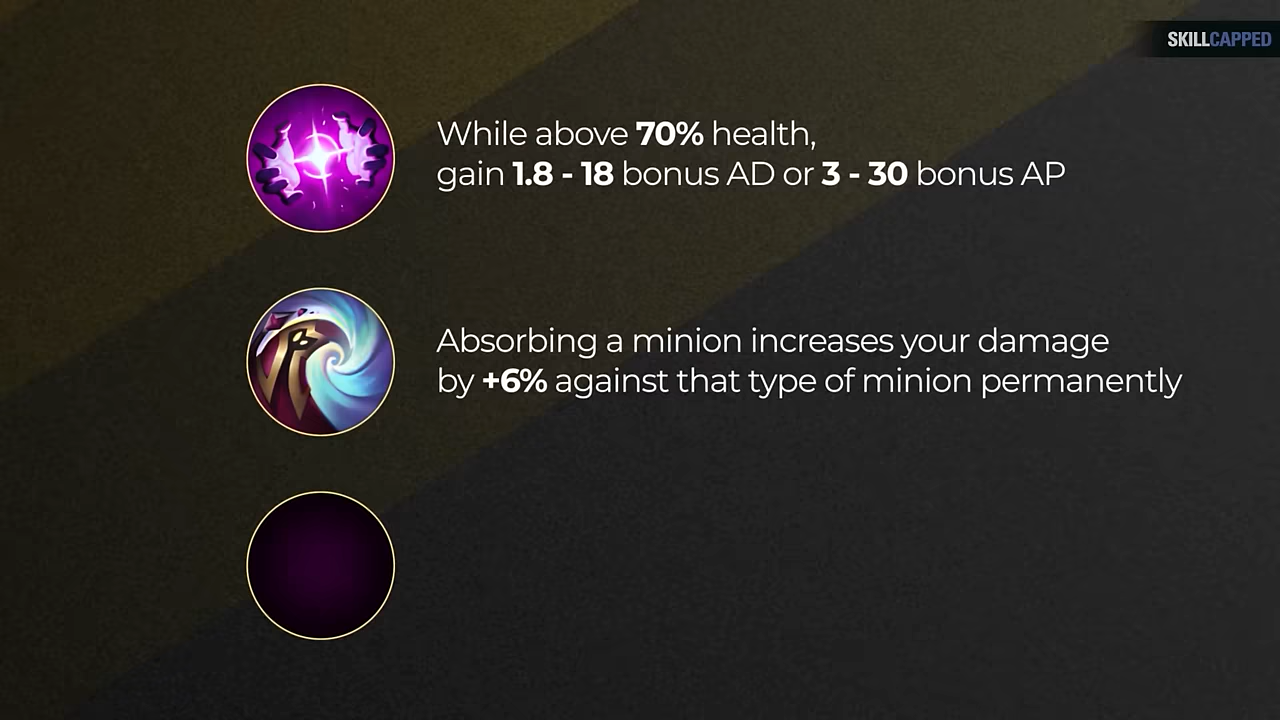 SKILLCAPPED
While above 70% health,
gain 1.8 - 18 bonus AD or 3 - 30 bonus AP
Absorbing a minion increases your damage
by +6% against that type of minion permanently